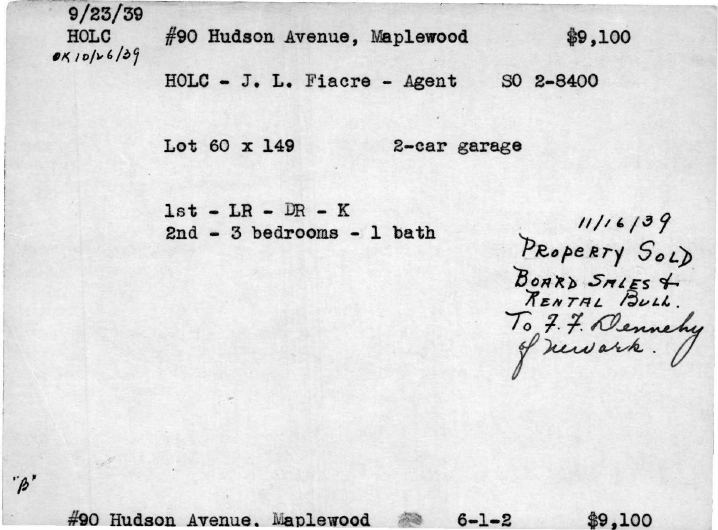 9/23/39
HOLC #90 Hudson Avenue, Maplewood $9,100
OK 10/26/39
HOLC - J. L. Fiacre - Agent SO 2-8400
Lot 60 x 149 2-car garage
1st - LR - DR - K
2nd - 3 bedrooms - 1 bath
11/16/39
PROPERTY SOLD
BOARD SALES &
RENTAL BULL.
To F. F. Dennehy
of Newark.
"B"
#90 Hudson Avenue, Maplewood 6-1-2 $9,100